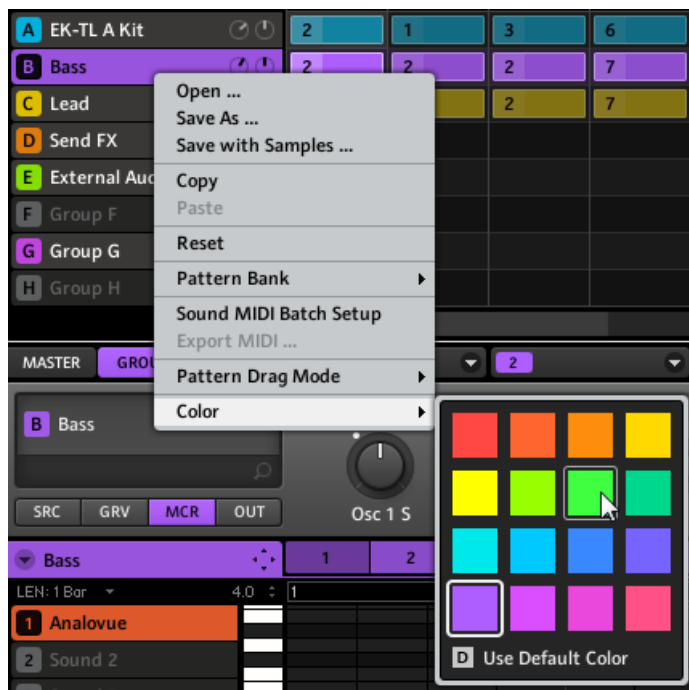 A EK-TL A Kit 2 1 3 6
B Bass 2 2 2 7
C Lead 2 7
D Send FX
E External Aud
F Group F
G Group G
H Group H
Open ...
Save As ...
Save with Samples ...
Copy
Paste
Reset
Pattern Bank
Sound MIDI Batch Setup
Export MIDI ...
Pattern Drag Mode
Color
MASTER GROU 2
B Bass
SRC GRV MCR OUT
Osc 1 S
Bass 1 2
LEN: 1 Bar 4.0 1
1 Analovue
2 Sound 2
D Use Default Color